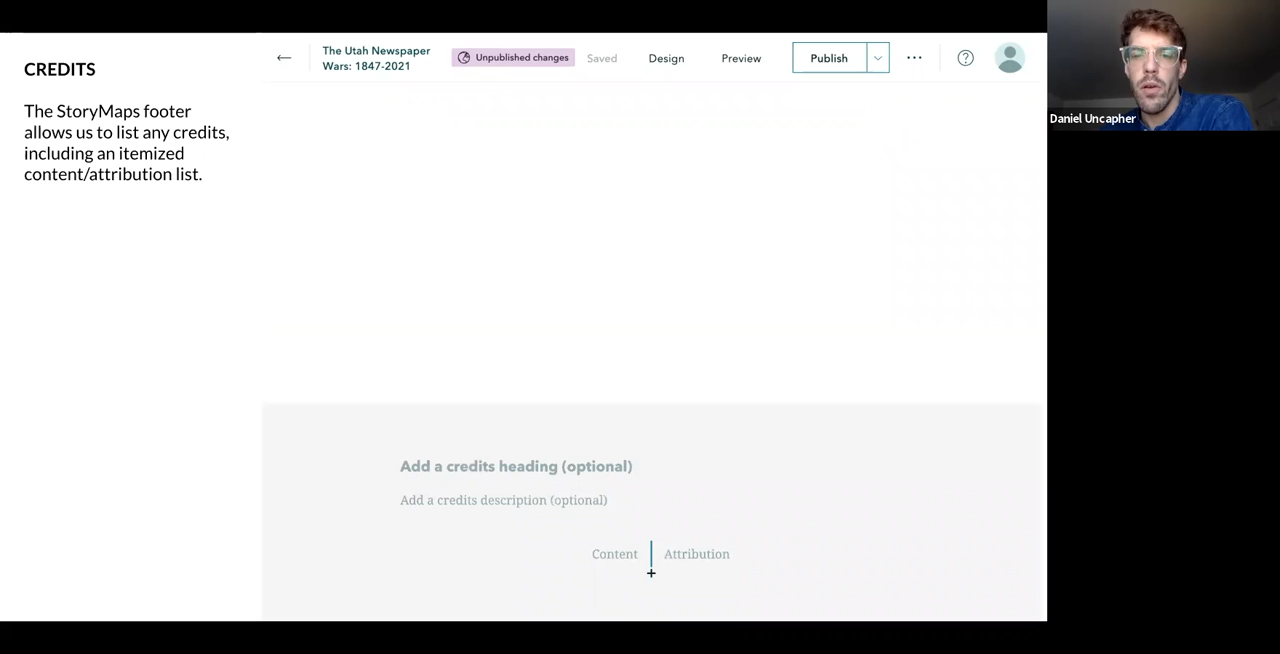 CREDITS
The StoryMaps footer
allows us to list any credits,
including an itemized
content/attribution list.
The Utah Newspaper
Wars: 1847-2021
Unpublished changes
Saved
Design
Preview
Publish
Add a credits heading (optional)
Add a credits description (optional)
Content
Attribution
Daniel Uncapher